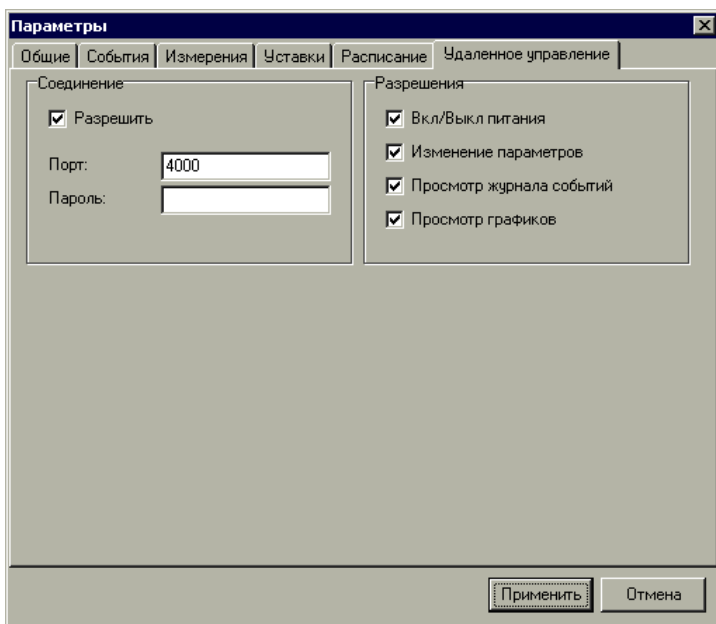 Параметры
Общие События Измерения Уставки Расписание Удаленное управление
Соединение
Разрешить
Порт: 4000
Пароль:
Разрешения
Вкл/Выкл питания
Изменение параметров
Просмотр журнала событий
Просмотр графиков
Применить Отмена